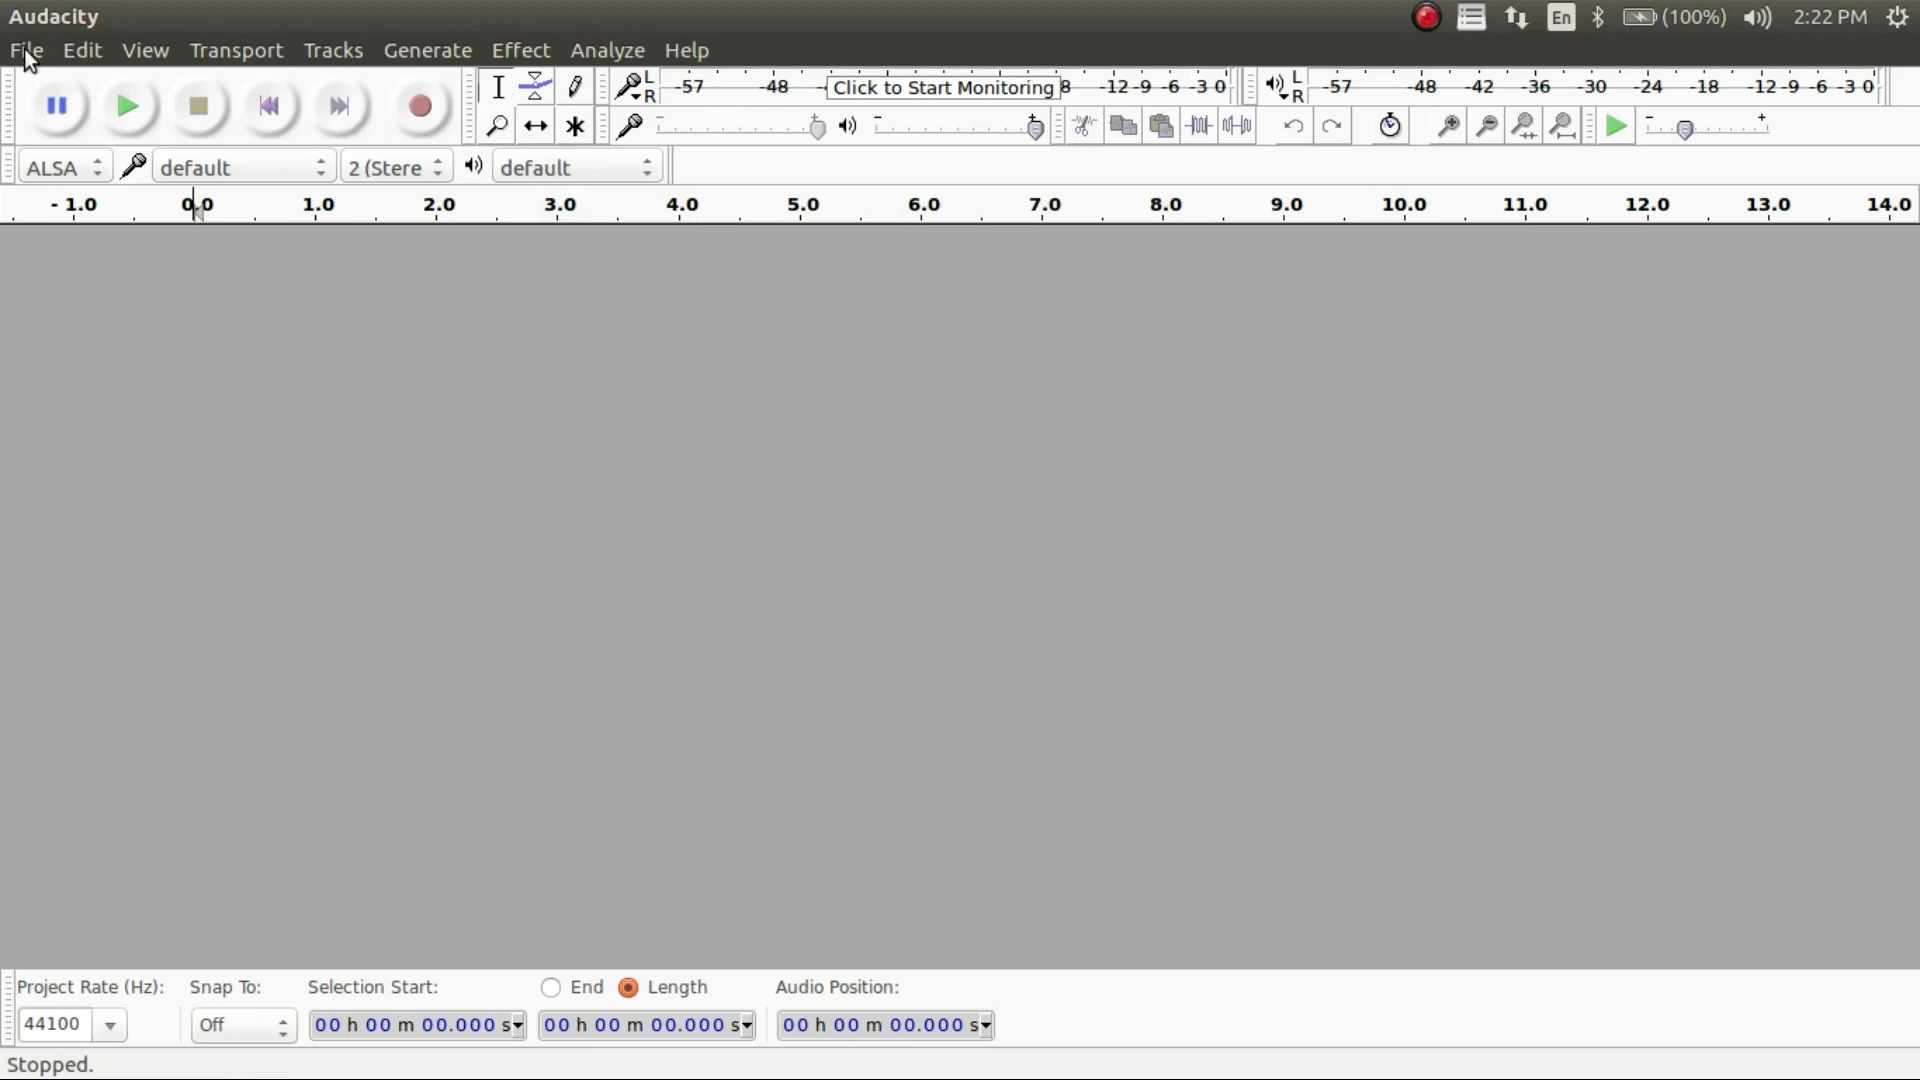 Audacity
En (100%) 2:22 PM
File Edit View Transport Tracks Generate Effect Analyze Help
L R -57 -48 Click to Start Monitoring 8 -12 -9 -6 -3 0 L R -57 -48 -42 -36 -30 -24 -18 -12 -9 -6 -3 0
ALSA default 2 (Stere default
- 1.0 0.0 1.0 2.0 3.0 4.0 5.0 6.0 7.0 8.0 9.0 10.0 11.0 12.0 13.0 14.0
Project Rate (Hz): Snap To: Selection Start: End Length Audio Position:
44100 Off 00 h 00 m 00.000 s 00 h 00 m 00.000 s 00 h 00 m 00.000 s
Stopped.